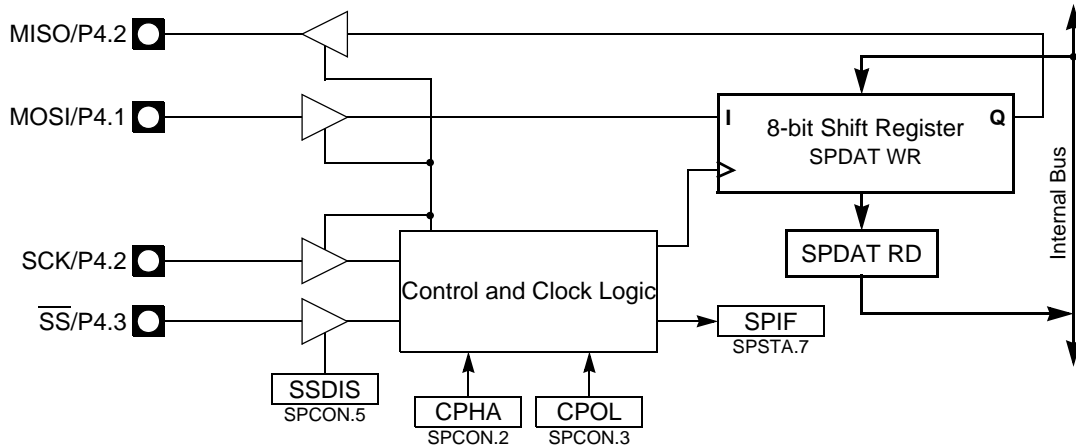 MISO/P4.2
MOSI/P4.1
I
8-bit Shift Register
Q
SPDAT WR
Internal Bus
SCK/P4.2
SPDAT RD
Control and Clock Logic
SS/P4.3
SPIF
SPSTA.7
SSDIS
SPCON.5
CPHA
SPCON.2
CPOL
SPCON.3